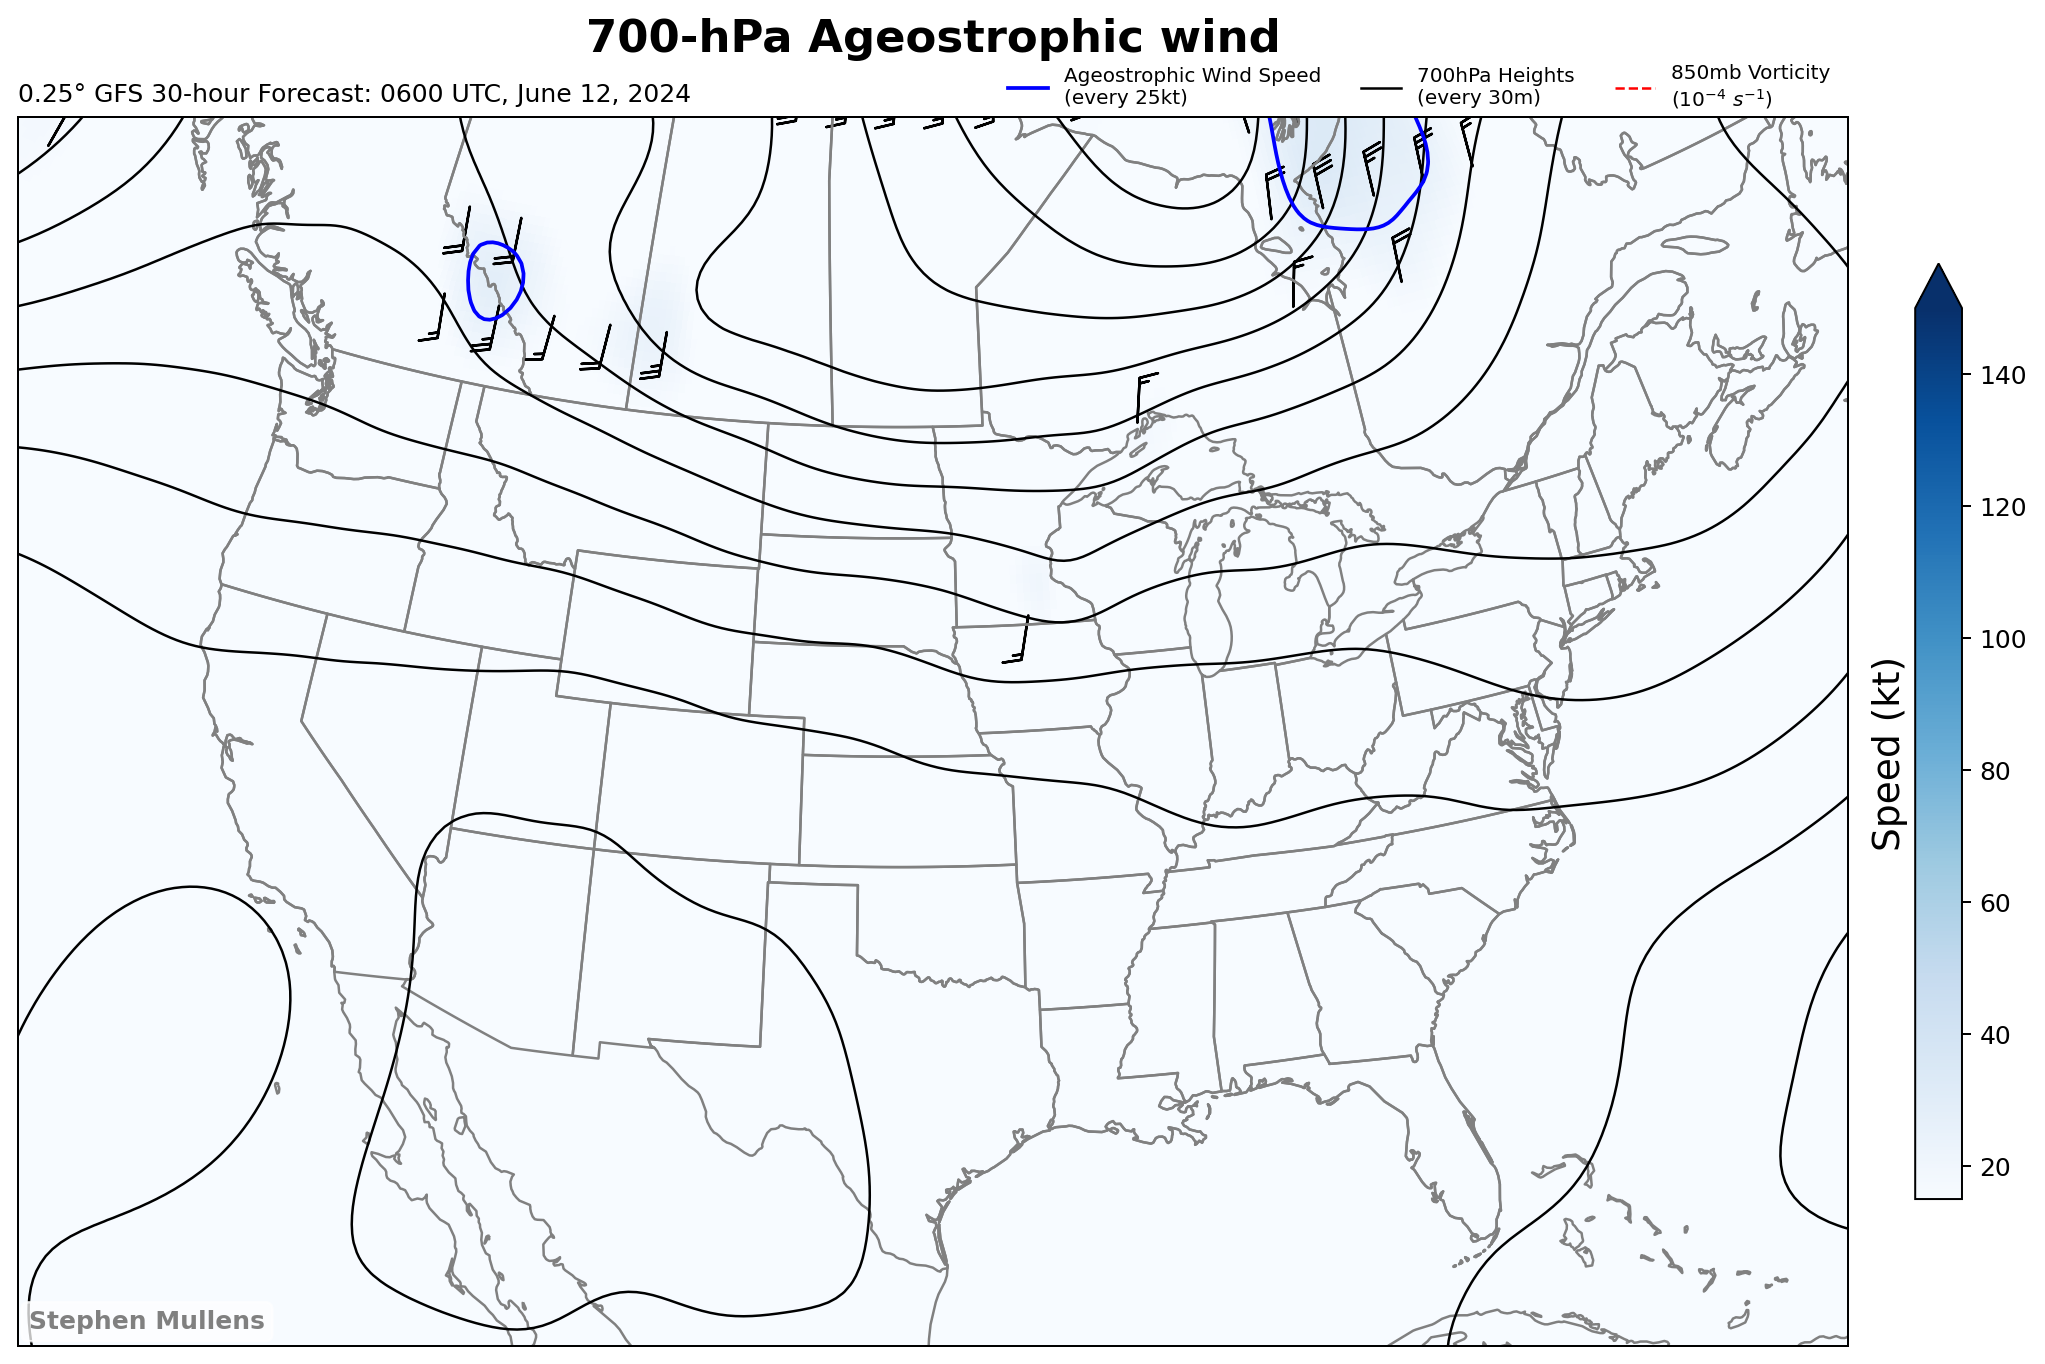 700-hPa Ageostrophic wind
0.25° GFS 30-hour Forecast: 0600 UTC, June 12, 2024
Ageostrophic Wind Speed
(every 25kt)
700hPa Heights
(every 30m)
850mb Vorticity
(10⁻⁴ s⁻¹)
140
120
100
80
60
40
20
Speed (kt)
Stephen Mullens